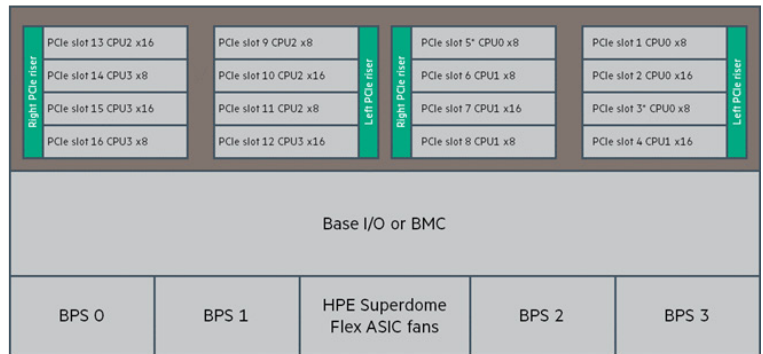 Right PCIe riser
PCIe slot 13 CPU2 x16
PCIe slot 14 CPU3 x8
PCIe slot 15 CPU3 x16
PCIe slot 16 CPU3 x8
PCIe slot 9 CPU2 x8
PCIe slot 10 CPU2 x16
PCIe slot 11 CPU2 x8
PCIe slot 12 CPU3 x16
Left PCIe riser
Right PCIe riser
PCIe slot 5* CPU0 x8
PCIe slot 6 CPU1 x8
PCIe slot 7 CPU1 x16
PCIe slot 8 CPU1 x8
PCIe slot 1 CPU0 x8
PCIe slot 2 CPU0 x16
PCIe slot 3* CPU0 x8
PCIe slot 4 CPU1 x16
Left PCIe riser
Base I/O or BMC
BPS 0
BPS 1
HPE Superdome
Flex ASIC fans
BPS 2
BPS 3